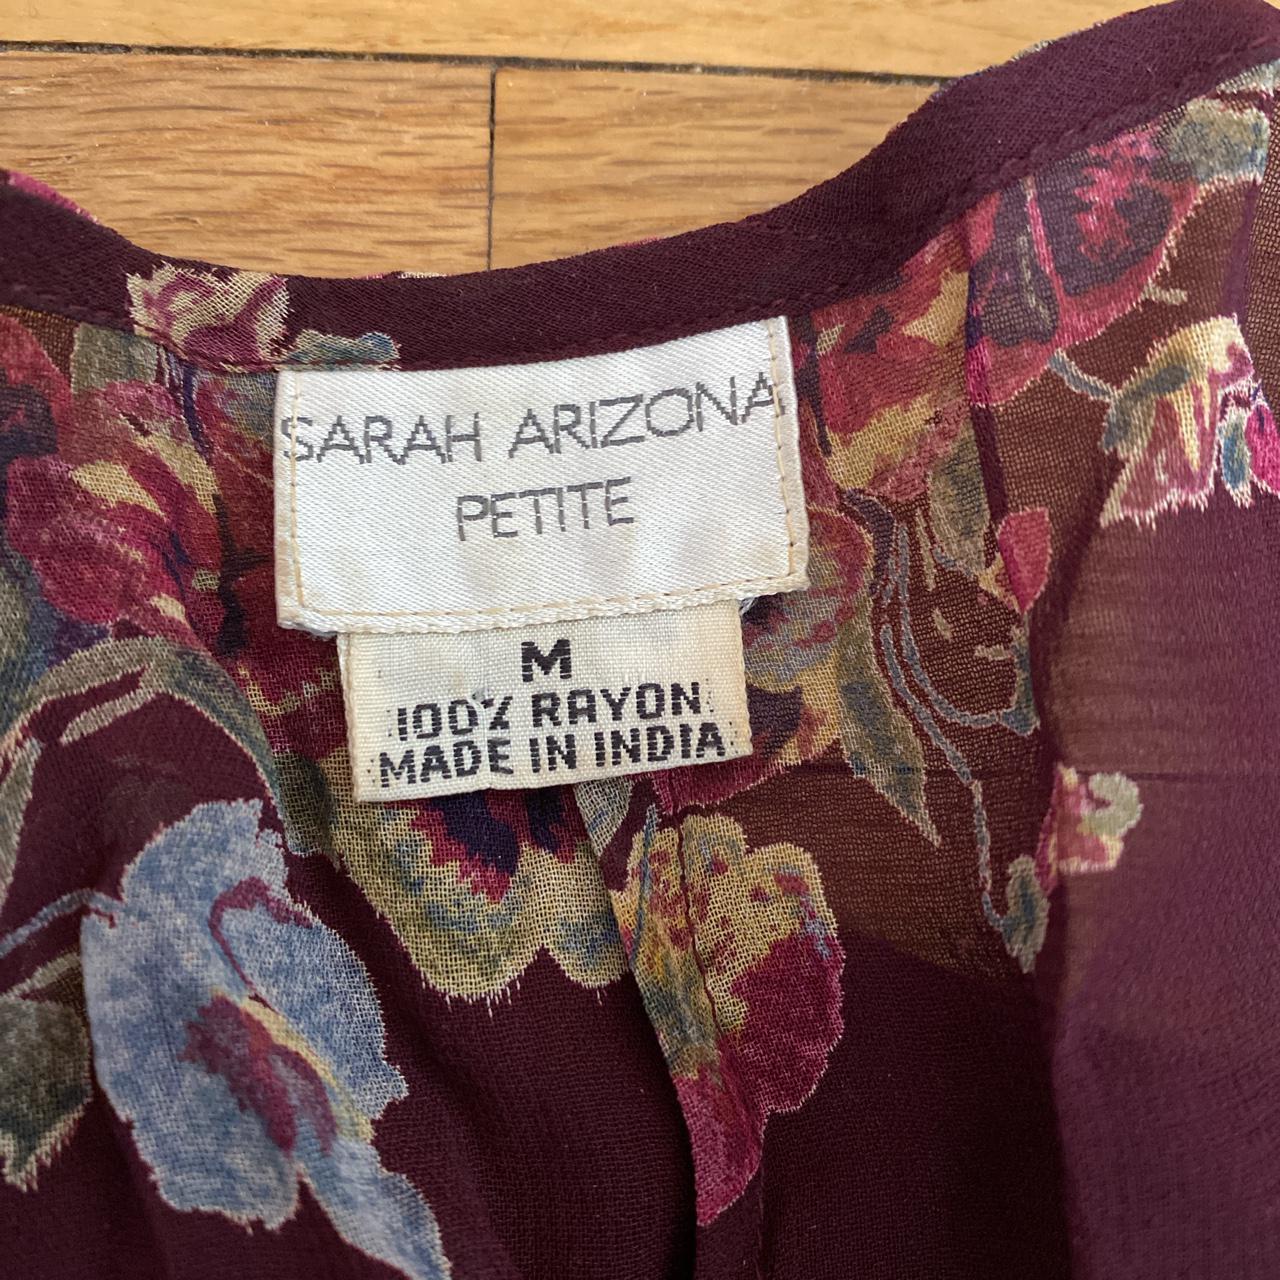 SARAH ARIZONA
PETITE
M
100% RAYON
MADE IN INDIA